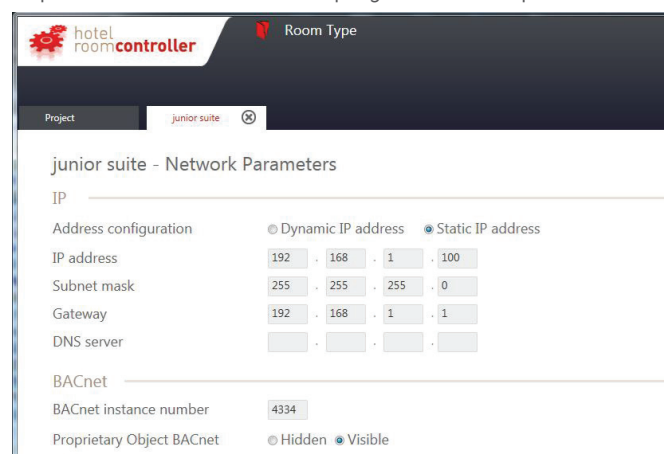 hotel
roomcontroller
Room Type
Project
junior suite
junior suite - Network Parameters
IP
Address configuration
Dynamic IP address
Static IP address
IP address
192 . 168 . 1 . 100
Subnet mask
255 . 255 . 255 . 0
Gateway
192 . 168 . 1 . 1
DNS server
. . .
BACnet
BACnet instance number
4334
Proprietary Object BACnet
Hidden
Visible